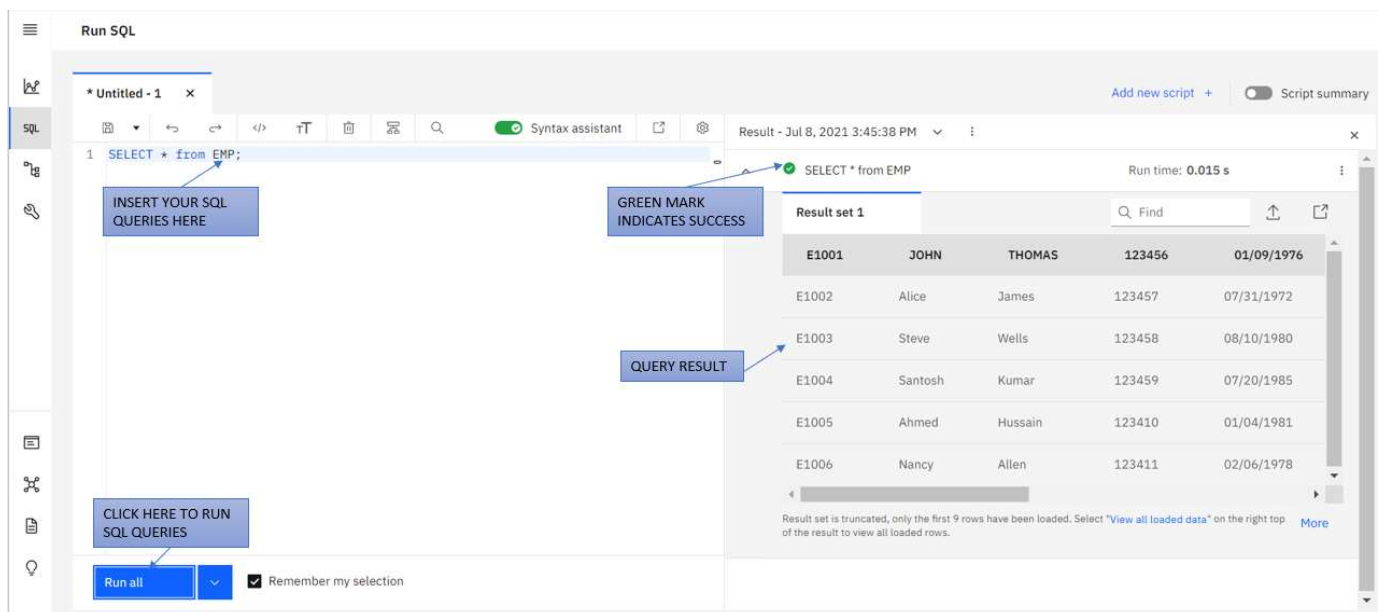 Run SQL
* Untitled - 1 ×
Add new script +
Script summary
SQL
Syntax assistant
Result - Jul 8, 2021 3:45:38 PM
1 SELECT * from EMP;
INSERT YOUR SQL
QUERIES HERE
GREEN MARK
INDICATES SUCCESS
SELECT * from EMP
Run time: 0.015 s
Result set 1
Find
E1001 JOHN THOMAS 123456 01/09/1976
E1002 Alice James 123457 07/31/1972
E1003 Steve Wells 123458 08/10/1980
QUERY RESULT
E1004 Santosh Kumar 123459 07/20/1985
E1005 Ahmed Hussain 123410 01/04/1981
E1006 Nancy Allen 123411 02/06/1978
Result set is truncated, only the first 9 rows have been loaded. Select "View all loaded data" on the right top
of the result to view all loaded rows.
More
CLICK HERE TO RUN
SQL QUERIES
Run all
Remember my selection